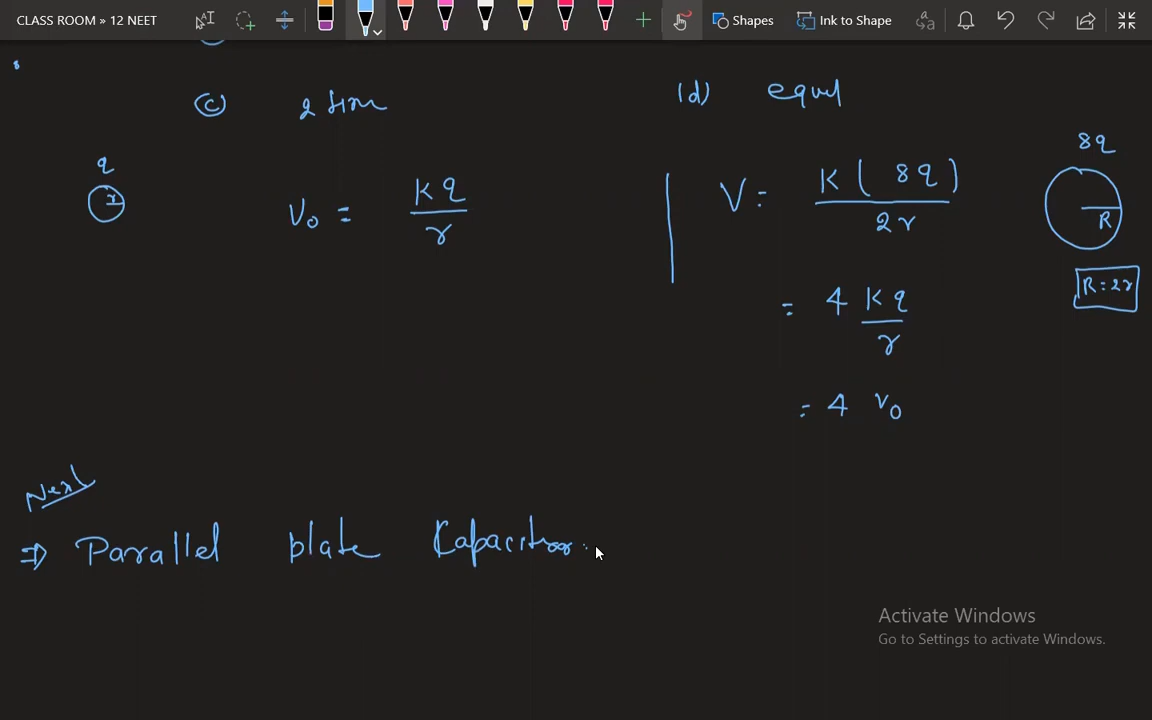 CLASS ROOM » 12 NEET
Shapes
Ink to Shape
(c) 2 time
(d) equal
q
r
V₀ = Kq/r
V = K(8q)/2r
8q
R
R = 2r
= 4 Kq/r
= 4 V₀
Next
⇒ Parallel plate Capacitor
Activate Windows
Go to Settings to activate Windows.